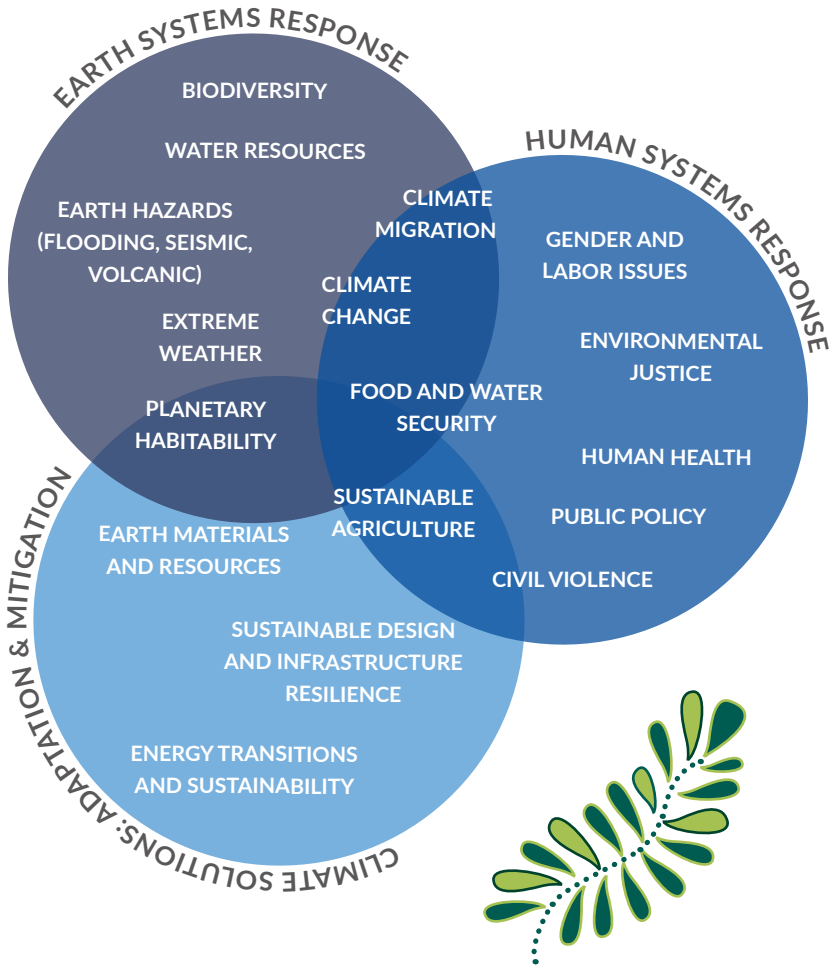 EARTH SYSTEMS RESPONSE
BIODIVERSITY
WATER RESOURCES
EARTH HAZARDS
(FLOODING, SEISMIC,
VOLCANIC)
EXTREME
WEATHER
PLANETARY
HABITABILITY
CLIMATE
MIGRATION
CLIMATE
CHANGE
FOOD AND WATER
SECURITY
SUSTAINABLE
AGRICULTURE
HUMAN SYSTEMS RESPONSE
GENDER AND
LABOR ISSUES
ENVIRONMENTAL
JUSTICE
HUMAN HEALTH
PUBLIC POLICY
CIVIL VIOLENCE
CLIMATE SOLUTIONS: ADAPTATION & MITIGATION
EARTH MATERIALS
AND RESOURCES
SUSTAINABLE DESIGN
AND INFRASTRUCTURE
RESILIENCE
ENERGY TRANSITIONS
AND SUSTAINABILITY